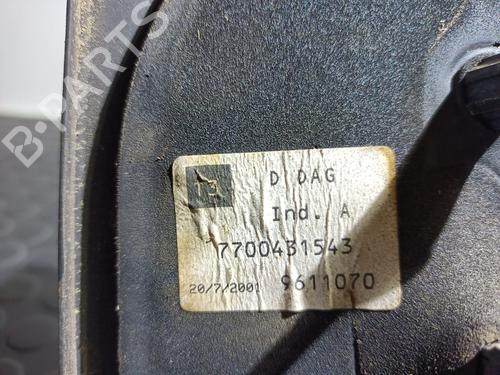 D DAG
Ind. A
7700431543
20/7/2001 9611070
B-PARTS